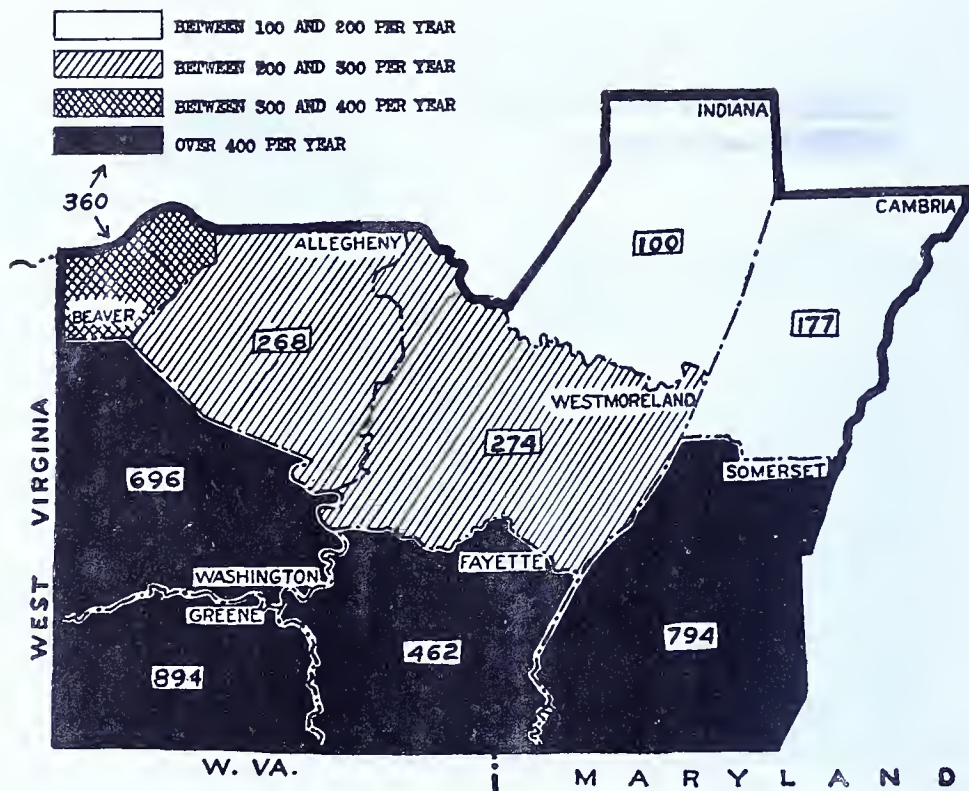 BETWEEN 100 AND 200 PER YEAR
BETWEEN 200 AND 300 PER YEAR
BETWEEN 300 AND 400 PER YEAR
OVER 400 PER YEAR
360
INDIANA
CAMBRIA
ALLEGHENY
100
BEAVER
177
268
WESTMORELAND
274
696
SOMERSET
WEST VIRGINIA
FAYETTE
WASHINGTON
GREENE
462
794
894
W. VA.
MARYLAND